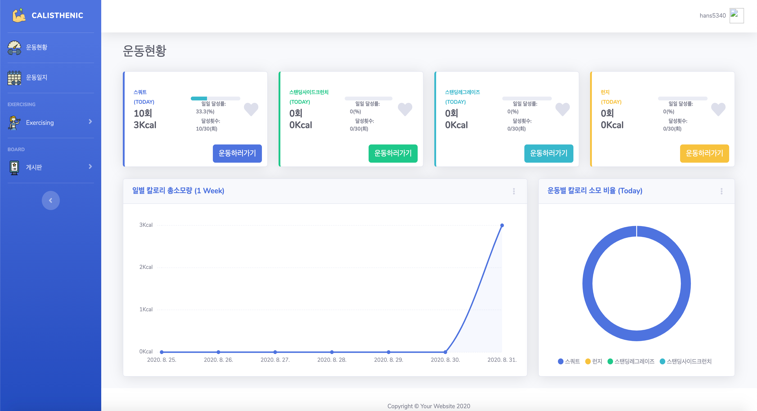 CALISTHENIC
hans5340
운동현황
운동일지
EXERCISING
Exercising
BOARD
게시판
운동현황
스쿼트
(TODAY)
10회
3Kcal
일일 달성률:
33.3(%)
달성횟수:
10/30(회)
운동하러가기
스탠딩사이드크런치
(TODAY)
0회
0Kcal
일일 달성률:
0(%)
달성횟수:
0/30(회)
운동하러가기
스탠딩레그레이즈
(TODAY)
0회
0Kcal
일일 달성률:
0(%)
달성횟수:
0/30(회)
운동하러가기
런지
(TODAY)
0회
0Kcal
일일 달성률:
0(%)
달성횟수:
0/30(회)
운동하러가기
일별 칼로리 총소모량 (1 Week)
3Kcal
2Kcal
1Kcal
0Kcal
2020. 8. 25. 2020. 8. 26. 2020. 8. 27. 2020. 8. 28. 2020. 8. 29. 2020. 8. 30. 2020. 8. 31.
운동별 칼로리 소모 비율 (Today)
스쿼트 런지 스탠딩레그레이즈 스탠딩사이드크런치
Copyright © Your Website 2020